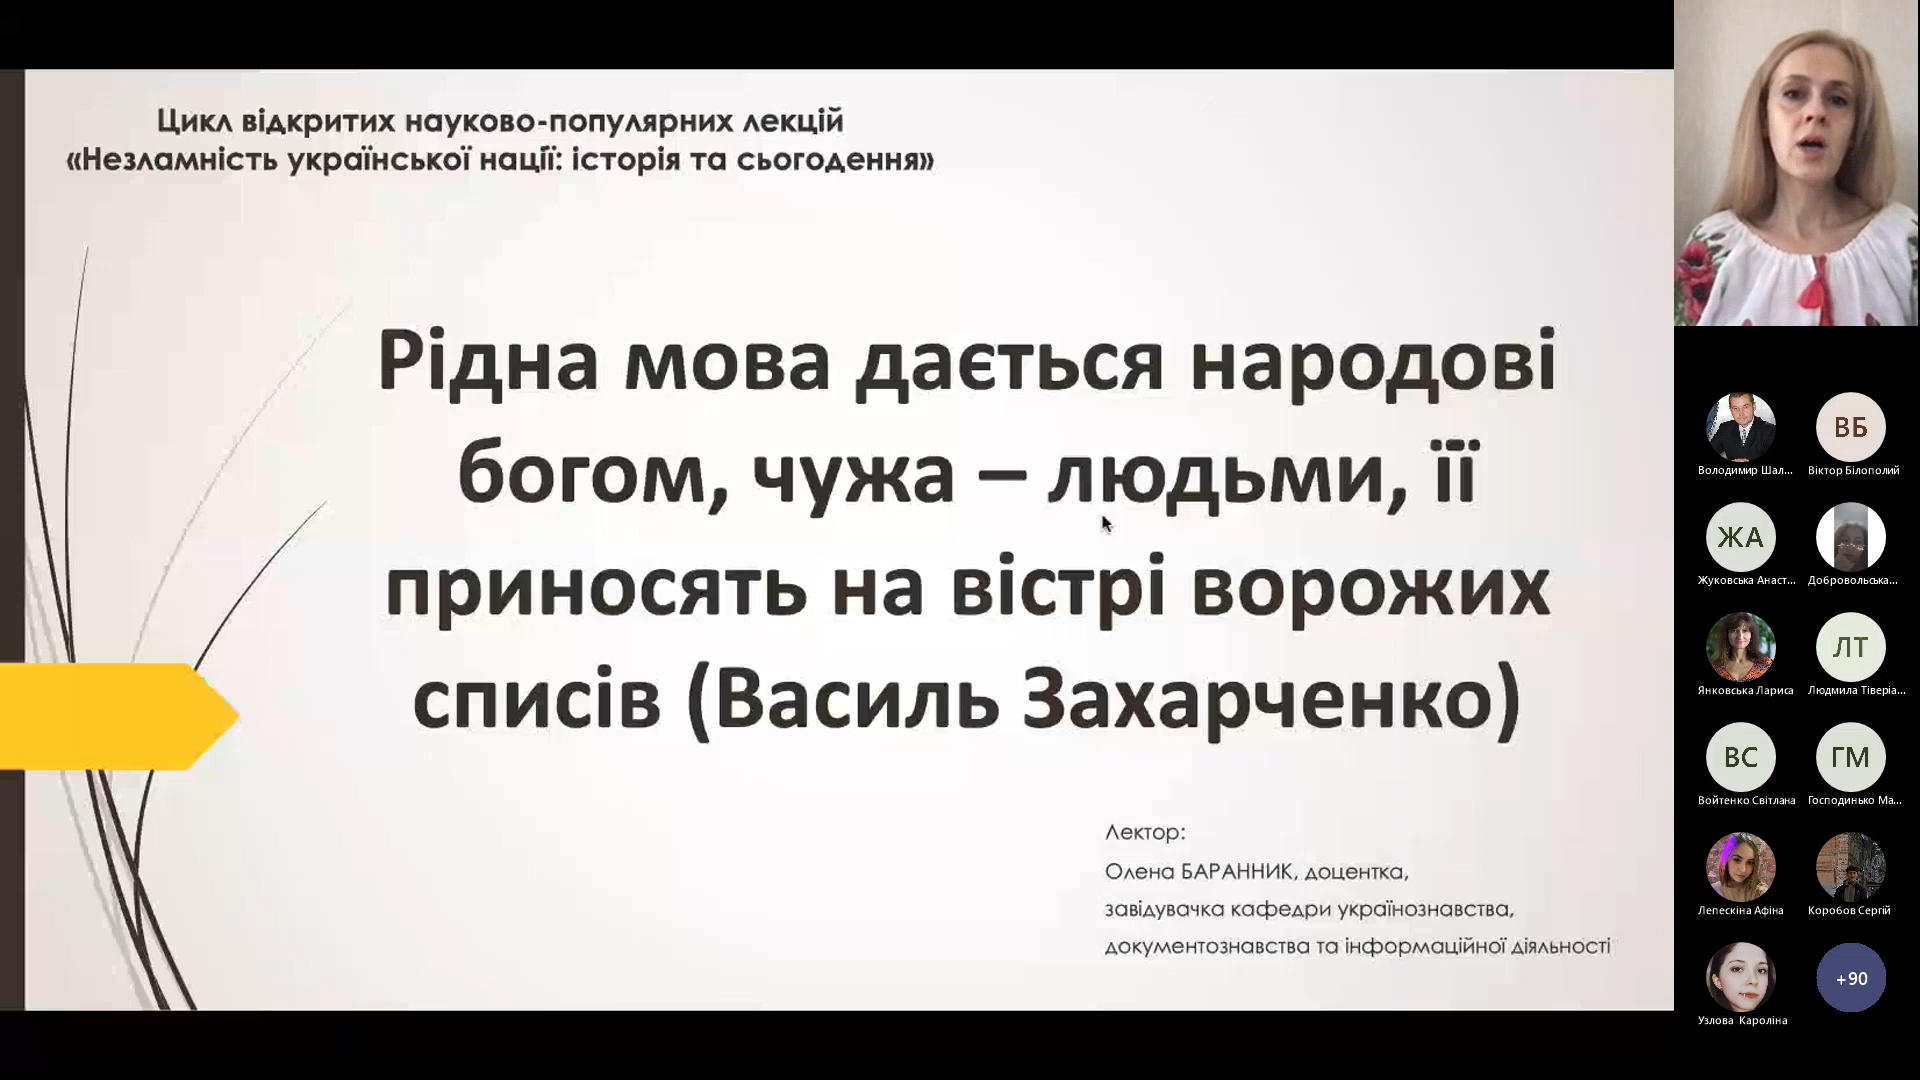 Цикл відкритих науково-популярних лекцій
«Незламність української нації: історія та сьогодення»
Рідна мова дається народові
богом, чужа – людьми, її
приносять на вістрі ворожих
списів (Василь Захарченко)
Лектор:
Олена БАРАННИК, доцентка,
завідувачка кафедри українознавства,
документознавства та інформаційної діяльності
Володимир Шал...
ВБ
Віктор Білополий
ЖА
Жуковська Анаст...
Добровольська...
Янковська Лариса
ЛТ
Людмила Тіверіа...
ВС
Войтенко Світлана
ГМ
Господинько Ма...
Лепескіна Афіна
Коробов Сергій
Узлова Кароліна
+90